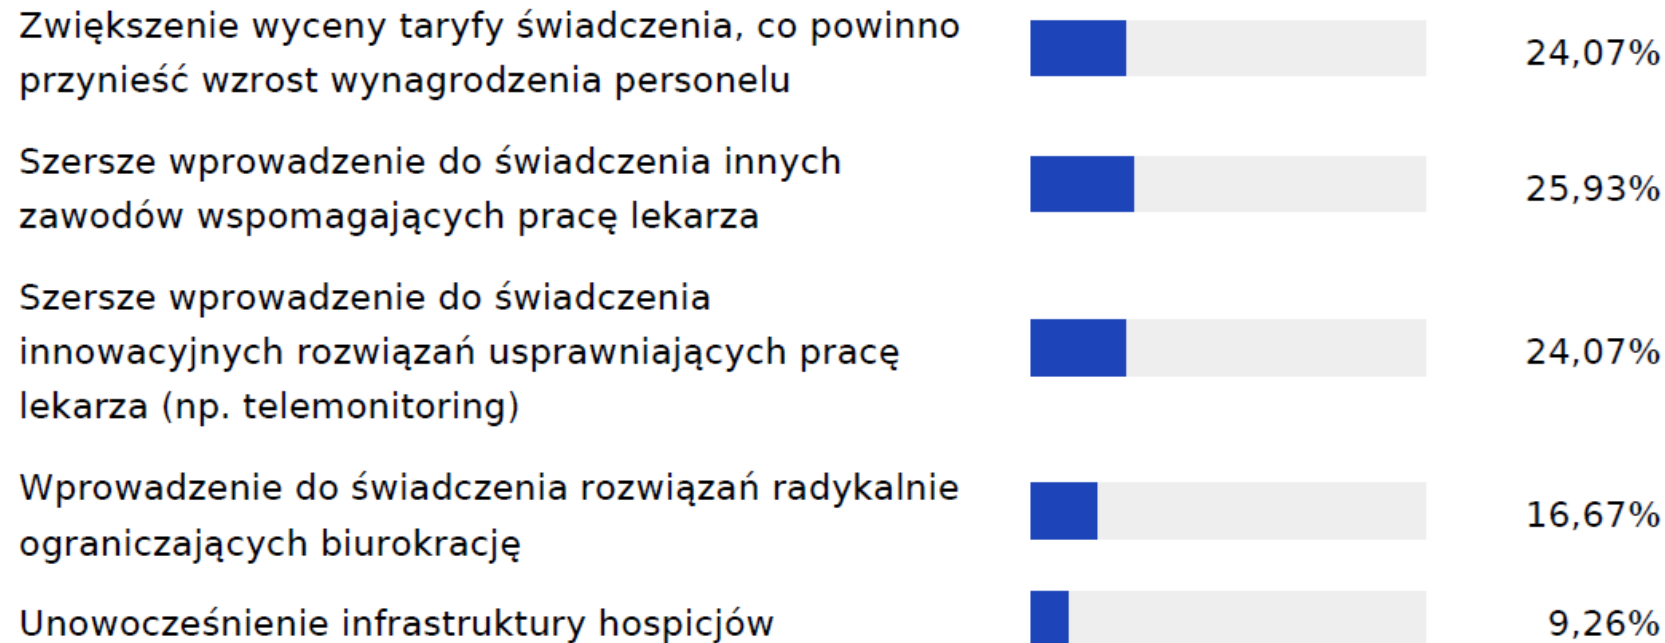 Zwiększenie wyceny taryfy świadczenia, co powinno
przynieść wzrost wynagrodzenia personelu
24,07%
Szersze wprowadzenie do świadczenia innych
zawodów wspomagających pracę lekarza
25,93%
Szersze wprowadzenie do świadczenia
innowacyjnych rozwiązań usprawniających pracę
lekarza (np. telemonitoring)
24,07%
Wprowadzenie do świadczenia rozwiązań radykalnie
ograniczających biurokrację
16,67%
Unowocześnienie infrastruktury hospicjów
9,26%